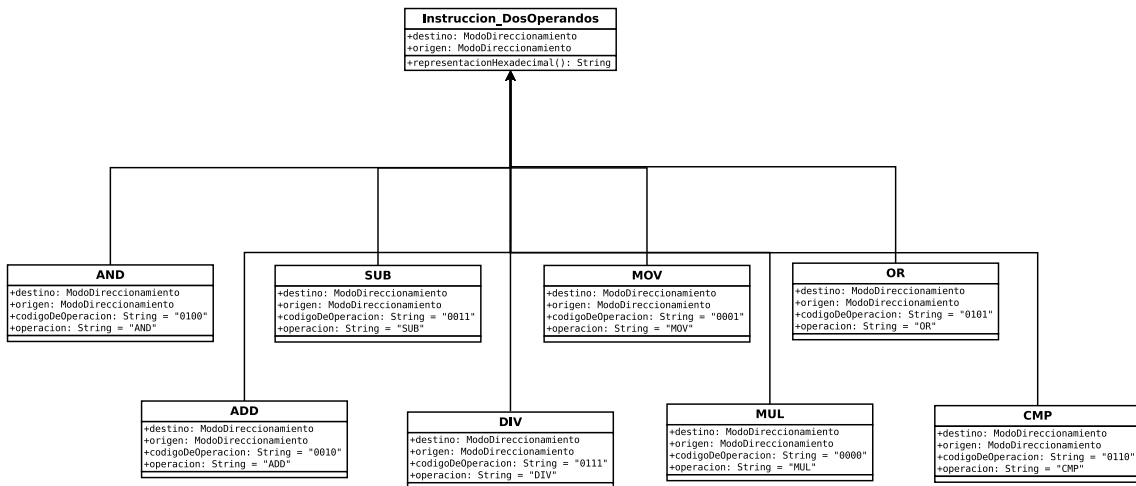 Instruccion_DosOperandos
+destino: ModoDireccionamiento
+origen: ModoDireccionamiento
+representacionHexadecimal(): String
AND
+destino: ModoDireccionamiento
+origen: ModoDireccionamiento
+codigoDeOperacion: String = "0100"
+operacion: String = "AND"
SUB
+destino: ModoDireccionamiento
+origen: ModoDireccionamiento
+codigoDeOperacion: String = "0011"
+operacion: String = "SUB"
MOV
+destino: ModoDireccionamiento
+origen: ModoDireccionamiento
+codigoDeOperacion: String = "0001"
+operacion: String = "MOV"
OR
+destino: ModoDireccionamiento
+origen: ModoDireccionamiento
+codigoDeOperacion: String = "0101"
+operacion: String = "OR"
ADD
+destino: ModoDireccionamiento
+origen: ModoDireccionamiento
+codigoDeOperacion: String = "0010"
+operacion: String = "ADD"
DIV
+destino: ModoDireccionamiento
+origen: ModoDireccionamiento
+codigoDeOperacion: String = "0111"
+operacion: String = "DIV"
MUL
+destino: ModoDireccionamiento
+origen: ModoDireccionamiento
+codigoDeOperacion: String = "0000"
+operacion: String = "MUL"
CMP
+destino: ModoDireccionamiento
+origen: ModoDireccionamiento
+codigoDeOperacion: String = "0110"
+operacion: String = "CMP"